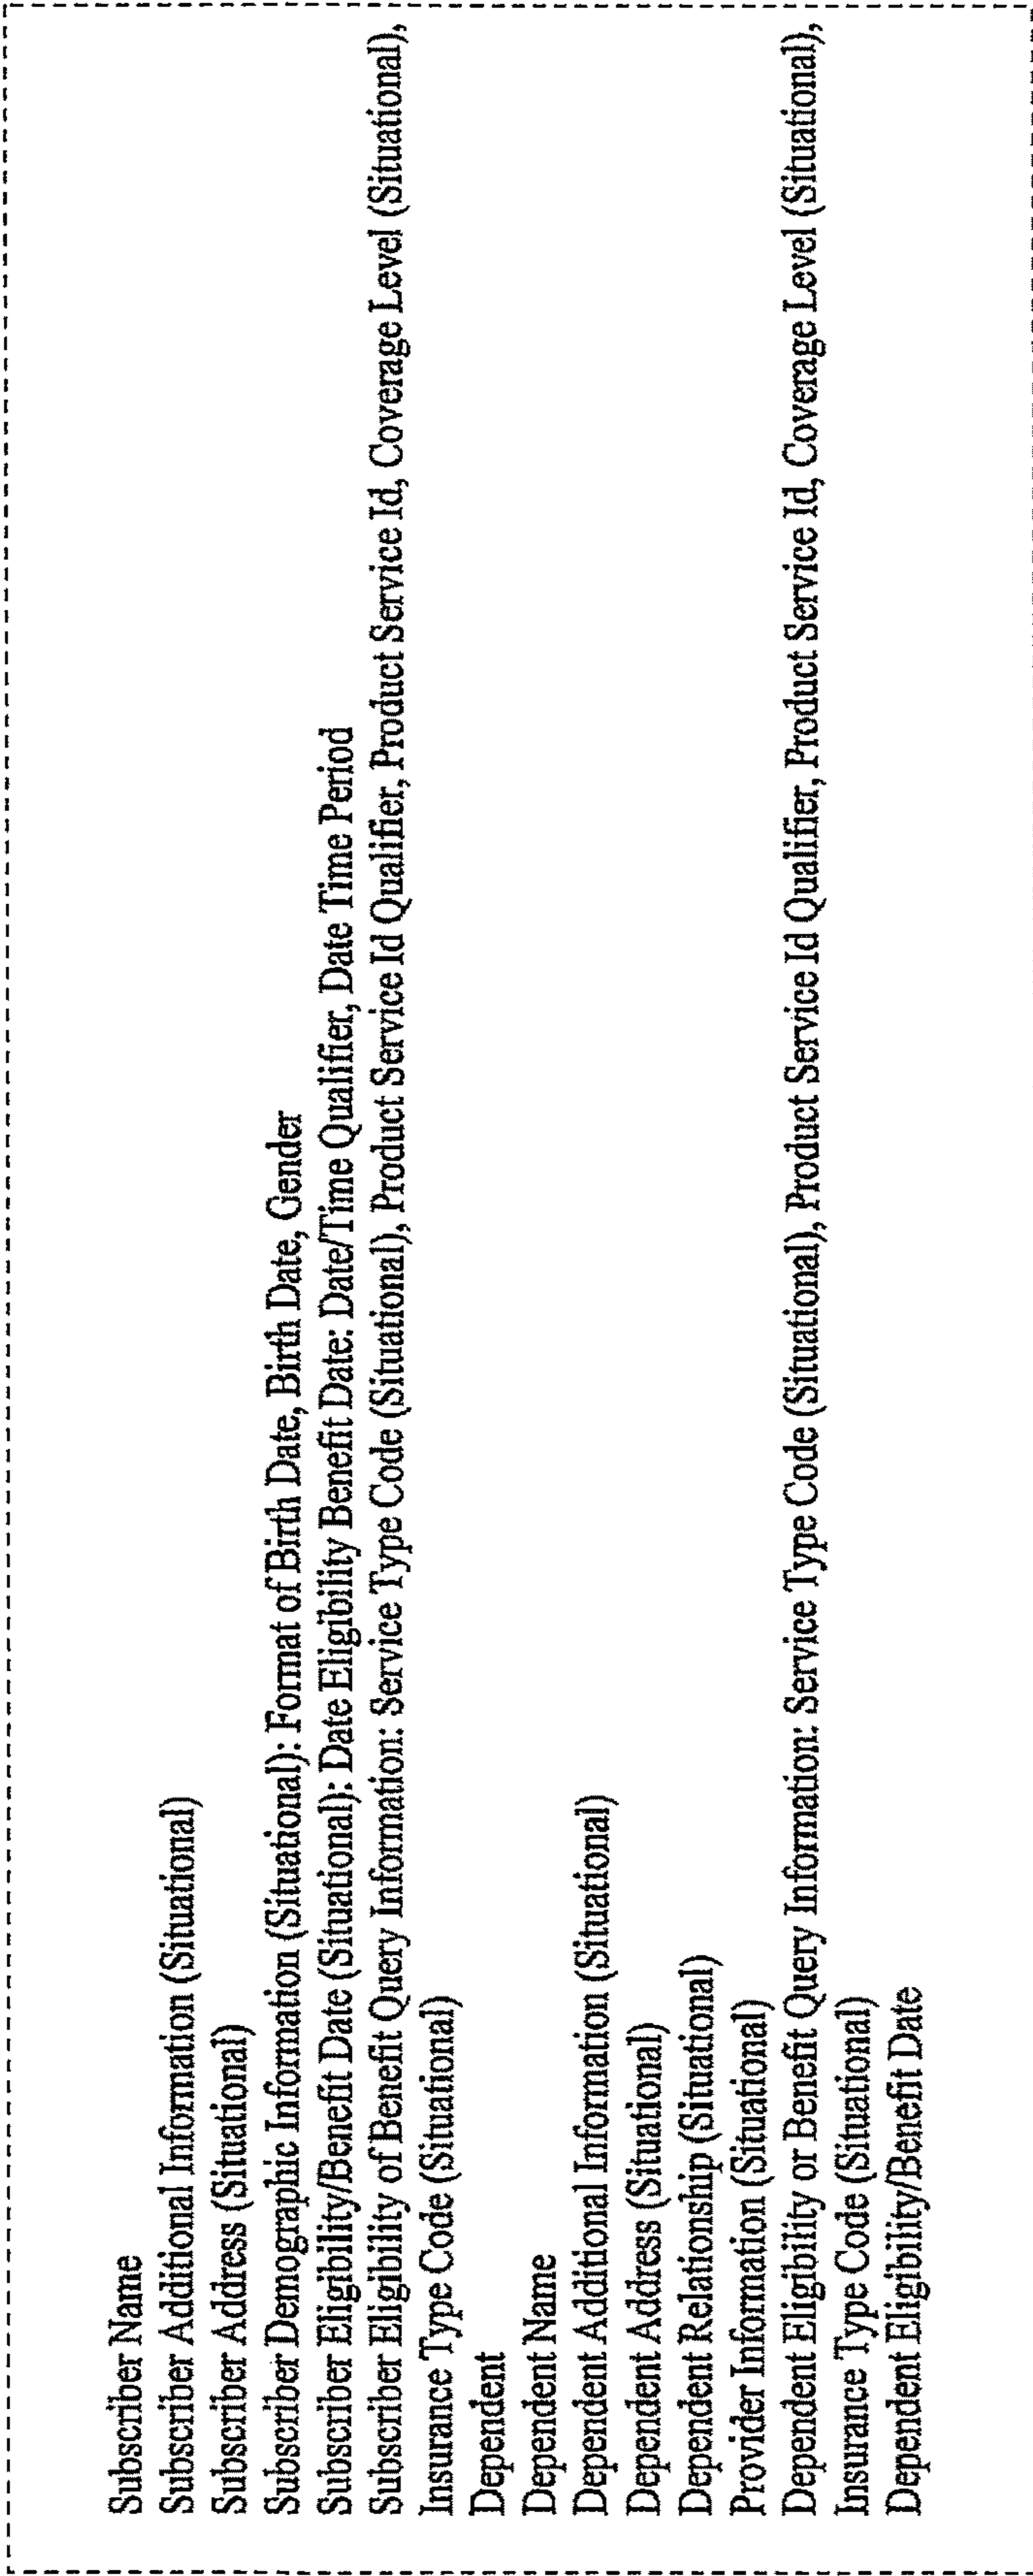 Subscriber Name
Subscriber Additional Information (Situational)
Subscriber Address (Situational)
Subscriber Demographic Information (Situational): Format of Birth Date, Birth Date, Gender
Subscriber Eligibility/Benefit Date (Situational): Date Eligibility Benefit Date: Date/Time Qualifier, Date Time Period
Subscriber Eligibility of Benefit Query Information: Service Type Code (Situational), Product Service Id Qualifier, Product Service Id, Coverage Level (Situational),
Insurance Type Code (Situational)
Dependent
Dependent Name
Dependent Additional Information (Situational)
Dependent Address (Situational)
Dependent Relationship (Situational)
Provider Information (Situational)
Dependent Eligibility or Benefit Query Information: Service Type Code (Situational), Product Service Id Qualifier, Product Service Id, Coverage Level (Situational),
Insurance Type Code (Situational)
Dependent Eligibility/Benefit Date